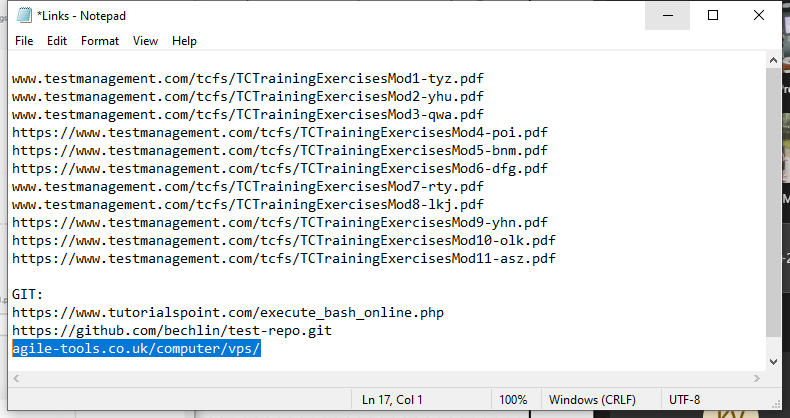 *Links - Notepad
File Edit Format View Help
www.testmanagement.com/tcfs/TCTrainingExercisesMod1-tyz.pdf
www.testmanagement.com/tcfs/TCTrainingExercisesMod2-yhu.pdf
www.testmanagement.com/tcfs/TCTrainingExercisesMod3-qwa.pdf
https://www.testmanagement.com/tcfs/TCTrainingExercisesMod4-poi.pdf
https://www.testmanagement.com/tcfs/TCTrainingExercisesMod5-bnm.pdf
https://www.testmanagement.com/tcfs/TCTrainingExercisesMod6-dfg.pdf
www.testmanagement.com/tcfs/TCTrainingExercisesMod7-rty.pdf
www.testmanagement.com/tcfs/TCTrainingExercisesMod8-lkj.pdf
https://www.testmanagement.com/tcfs/TCTrainingExercisesMod9-yhn.pdf
https://www.testmanagement.com/tcfs/TCTrainingExercisesMod10-olk.pdf
https://www.testmanagement.com/tcfs/TCTrainingExercisesMod11-asz.pdf
GIT:
https://www.tutorialspoint.com/execute_bash_online.php
https://github.com/bechlin/test-repo.git
agile-tools.co.uk/computer/vps/
Ln 17, Col 1 100% Windows (CRLF) UTF-8